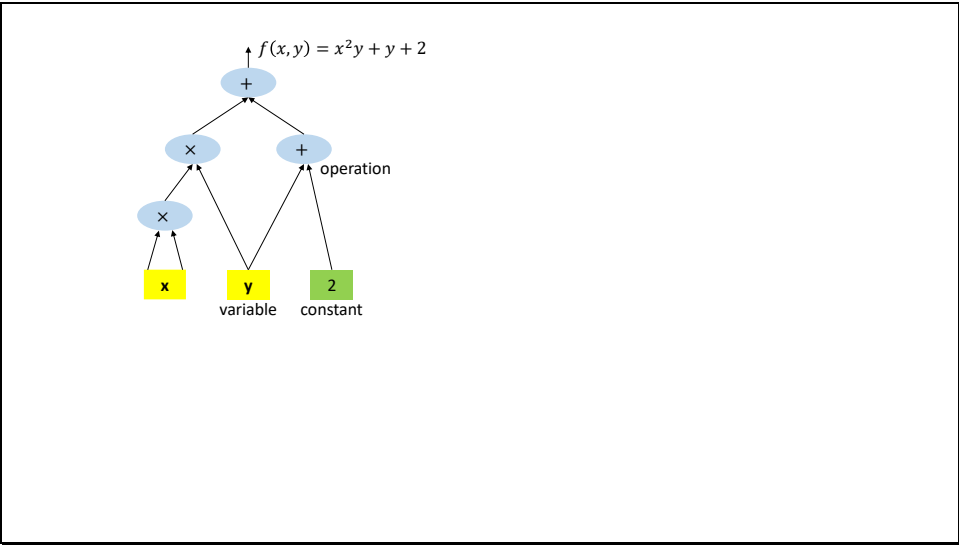 f(x, y) = x²y + y + 2
+
×
+
operation
×
x
y
2
variable
constant